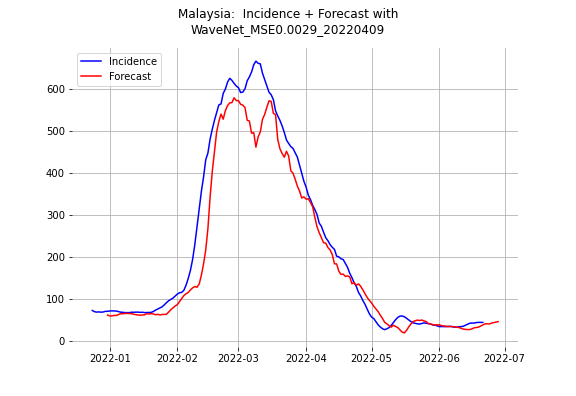 Malaysia:  Incidence + Forecast with
WaveNet_MSE0.0029_20220409
Incidence
Forecast
600
500
400
300
200
100
0
2022-01 2022-02 2022-03 2022-04 2022-05 2022-06 2022-07